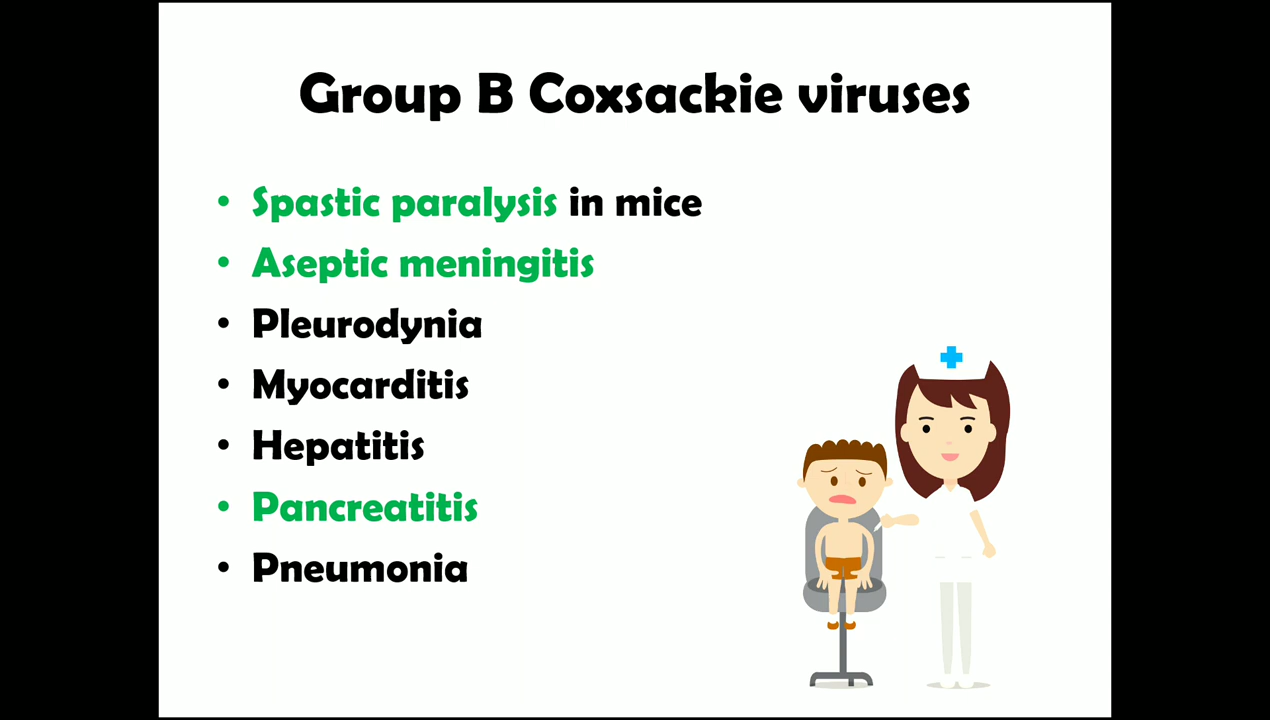 Group B Coxsackie viruses
• Spastic paralysis in mice
• Aseptic meningitis
• Pleurodynia
• Myocarditis
• Hepatitis
• Pancreatitis
• Pneumonia